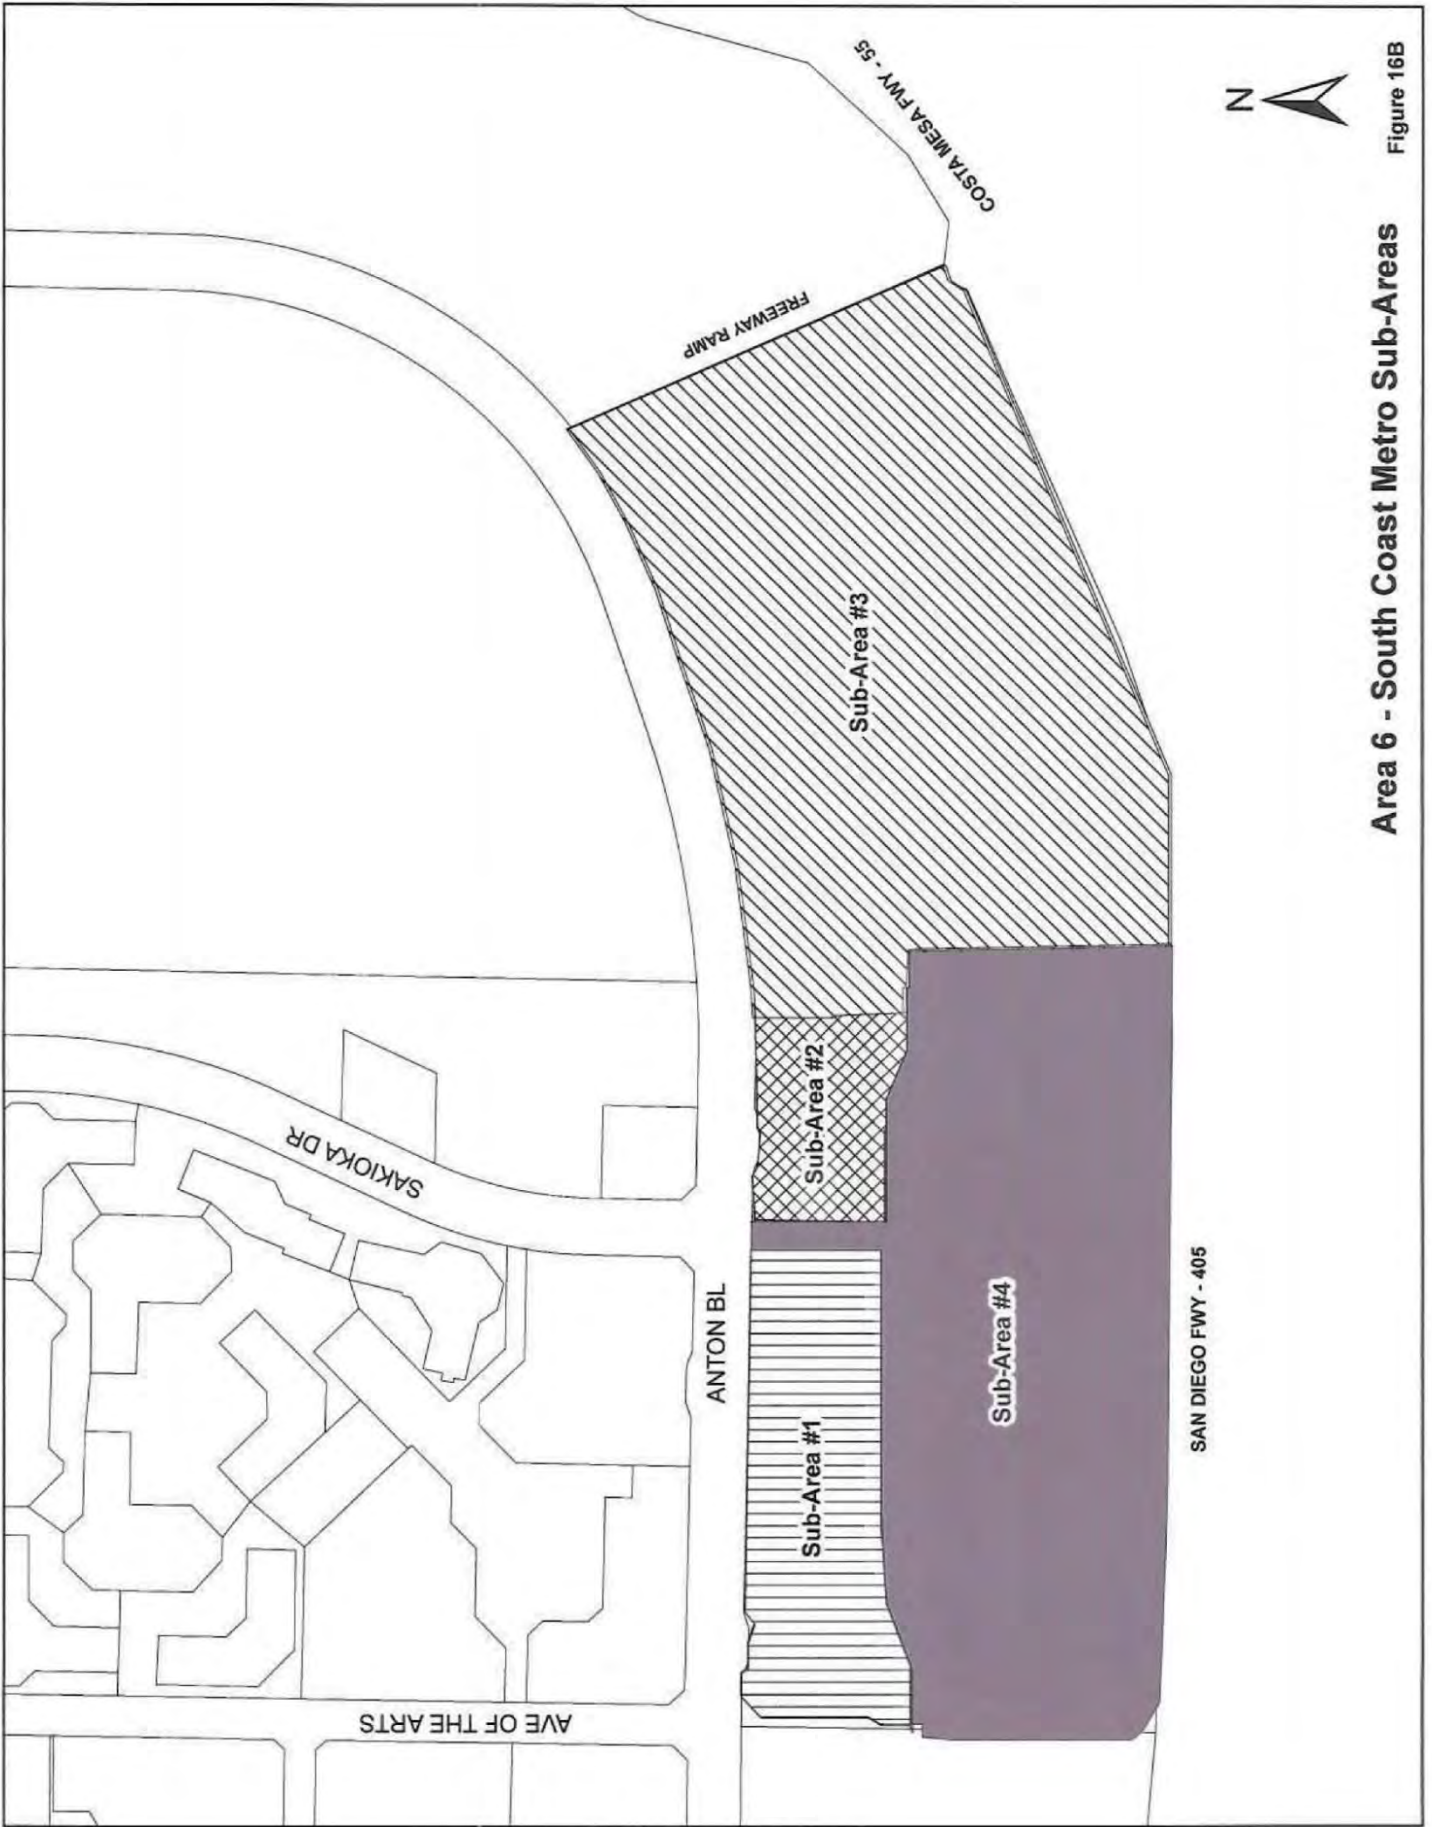 COSTA MESA FWY - 55
N
FREEWAY RAMP
Sub-Area #3
SAKIOKA DR
Sub-Area #2
ANTON BL
Sub-Area #1
Sub-Area #4
AVE OF THE ARTS
SAN DIEGO FWY - 405
Area 6 - South Coast Metro Sub-Areas
Figure 16B